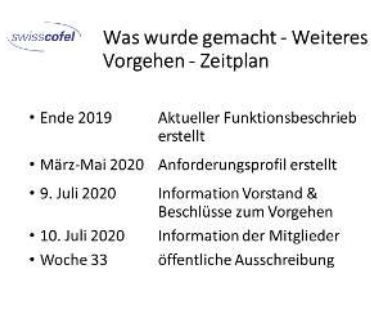 swisscofel
Was wurde gemacht - Weiteres
Vorgehen - Zeitplan
• Ende 2019 Aktueller Funktionsbeschrieb
erstellt
• März-Mai 2020 Anforderungsprofil erstellt
• 9. Juli 2020 Information Vorstand &
Beschlüsse zum Vorgehen
• 10. Juli 2020 Information der Mitglieder
• Woche 33 öffentliche Ausschreibung